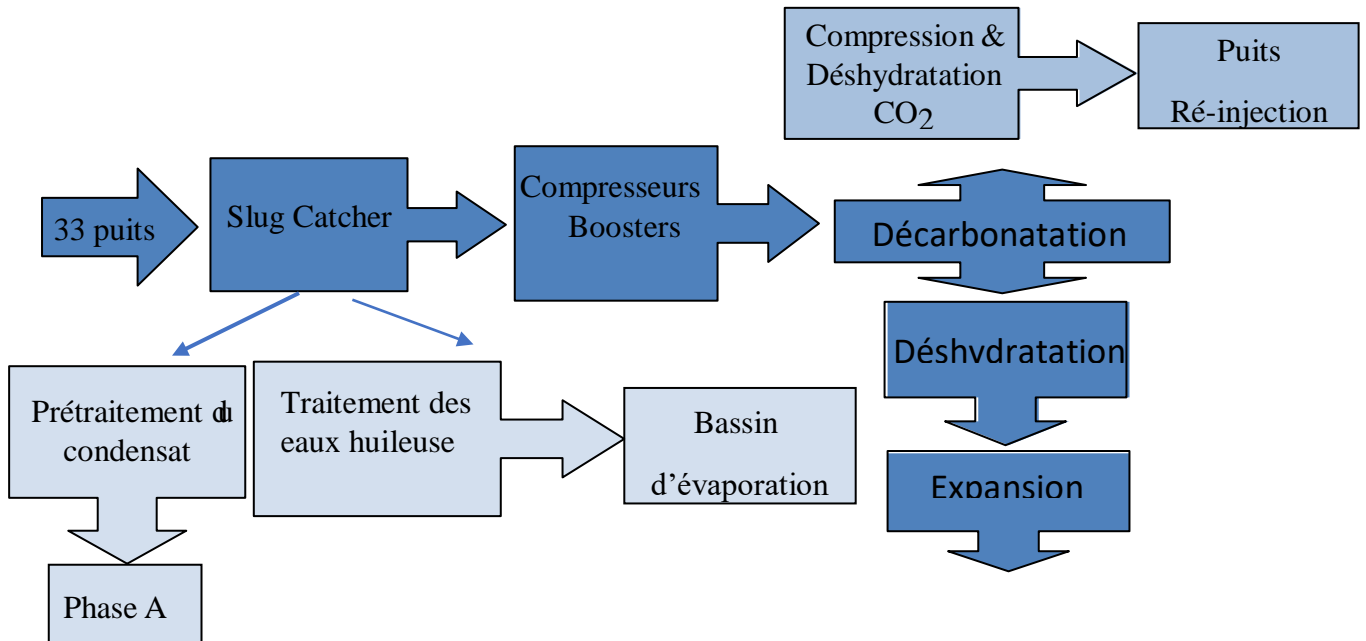 Compression &
Déshydratation
CO2
Puits
Ré-injection
33 puits
Slug Catcher
Compresseurs
Boosters
Décarbonatation
Déshydratation
Prétraitement du
condensat
Traitement des
eaux huileuse
Bassin
d’évaporation
Expansion
Phase A